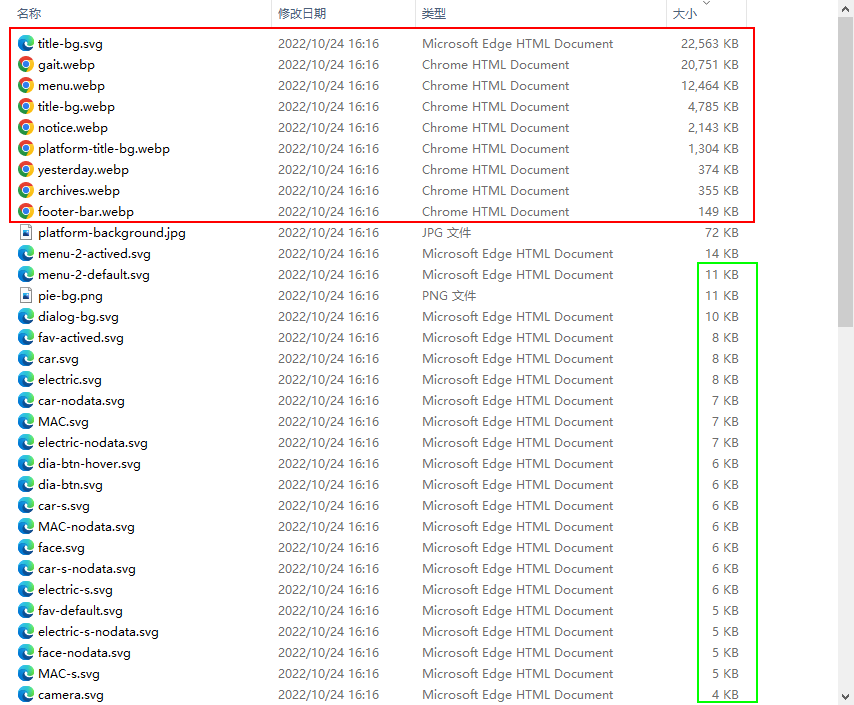 名称 修改日期 类型 大小
title-bg.svg 2022/10/24 16:16 Microsoft Edge HTML Document 22,563 KB
gait.webp 2022/10/24 16:16 Chrome HTML Document 20,751 KB
menu.webp 2022/10/24 16:16 Chrome HTML Document 12,464 KB
title-bg.webp 2022/10/24 16:16 Chrome HTML Document 4,785 KB
notice.webp 2022/10/24 16:16 Chrome HTML Document 2,143 KB
platform-title-bg.webp 2022/10/24 16:16 Chrome HTML Document 1,304 KB
yesterday.webp 2022/10/24 16:16 Chrome HTML Document 374 KB
archives.webp 2022/10/24 16:16 Chrome HTML Document 355 KB
footer-bar.webp 2022/10/24 16:16 Chrome HTML Document 149 KB
platform-background.jpg 2022/10/24 16:16 JPG 文件 72 KB
menu-2-actived.svg 2022/10/24 16:16 Microsoft Edge HTML Document 14 KB
menu-2-default.svg 2022/10/24 16:16 Microsoft Edge HTML Document 11 KB
pie-bg.png 2022/10/24 16:16 PNG 文件 11 KB
dialog-bg.svg 2022/10/24 16:16 Microsoft Edge HTML Document 10 KB
fav-actived.svg 2022/10/24 16:16 Microsoft Edge HTML Document 8 KB
car.svg 2022/10/24 16:16 Microsoft Edge HTML Document 8 KB
electric.svg 2022/10/24 16:16 Microsoft Edge HTML Document 8 KB
car-nodata.svg 2022/10/24 16:16 Microsoft Edge HTML Document 7 KB
MAC.svg 2022/10/24 16:16 Microsoft Edge HTML Document 7 KB
electric-nodata.svg 2022/10/24 16:16 Microsoft Edge HTML Document 7 KB
dia-btn-hover.svg 2022/10/24 16:16 Microsoft Edge HTML Document 6 KB
dia-btn.svg 2022/10/24 16:16 Microsoft Edge HTML Document 6 KB
car-s.svg 2022/10/24 16:16 Microsoft Edge HTML Document 6 KB
MAC-nodata.svg 2022/10/24 16:16 Microsoft Edge HTML Document 6 KB
face.svg 2022/10/24 16:16 Microsoft Edge HTML Document 6 KB
car-s-nodata.svg 2022/10/24 16:16 Microsoft Edge HTML Document 6 KB
electric-s.svg 2022/10/24 16:16 Microsoft Edge HTML Document 6 KB
fav-default.svg 2022/10/24 16:16 Microsoft Edge HTML Document 5 KB
electric-s-nodata.svg 2022/10/24 16:16 Microsoft Edge HTML Document 5 KB
face-nodata.svg 2022/10/24 16:16 Microsoft Edge HTML Document 5 KB
MAC-s.svg 2022/10/24 16:16 Microsoft Edge HTML Document 5 KB
camera.svg 2022/10/24 16:16 Microsoft Edge HTML Document 4 KB